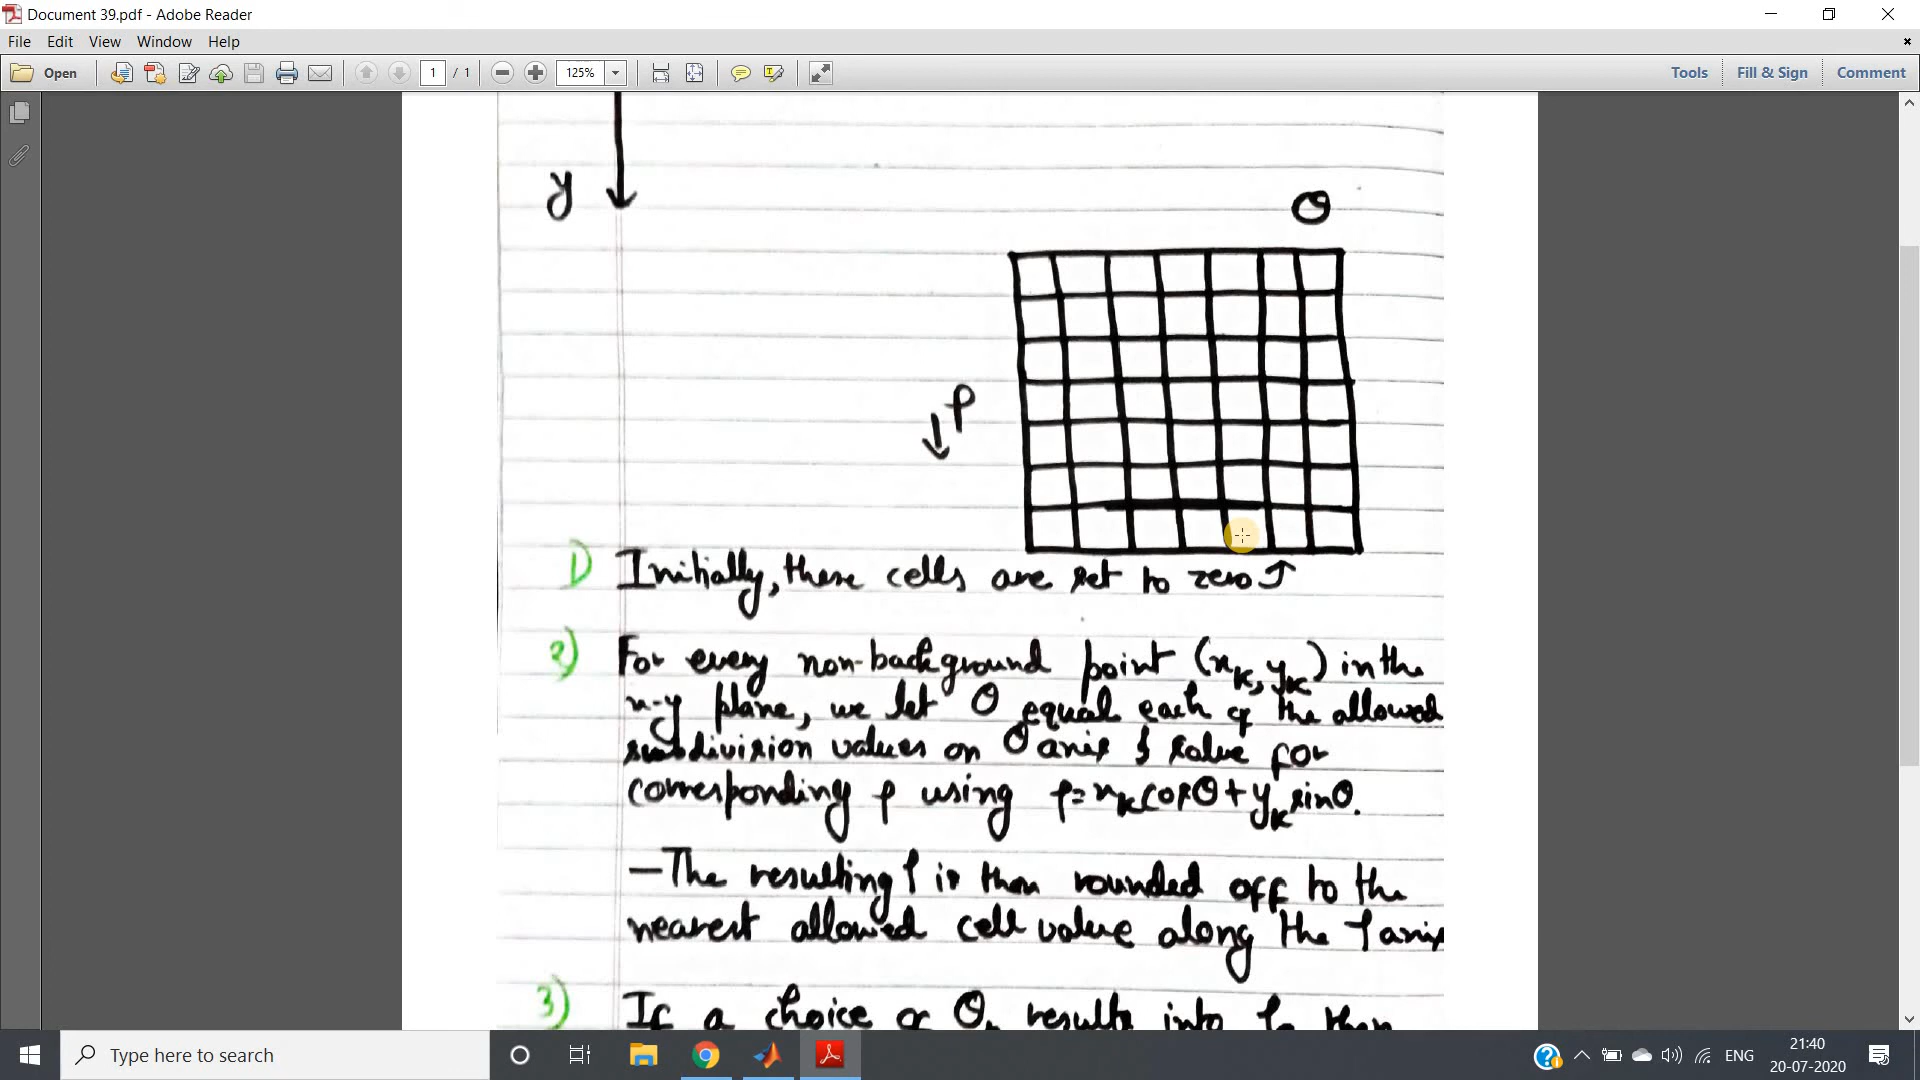 Document 39.pdf - Adobe Reader
File Edit View Window Help
Open 1 / 1 125% Tools Fill & Sign Comment
y
θ
ρ
1) Initially, these cells are set to zero
2) For every non-background point (xk, yk) in the
x-y plane, we let θ equal each of the allowed
subdivision values on θ axis & solve for
corresponding ρ using ρ=xkcosθ+yksinθ.
—The resulting ρ is then rounded off to the
nearest allowed cell value along the ρ axis
3) If a choice of θ results into ρ then
Type here to search
ENG
21:40
20-07-2020